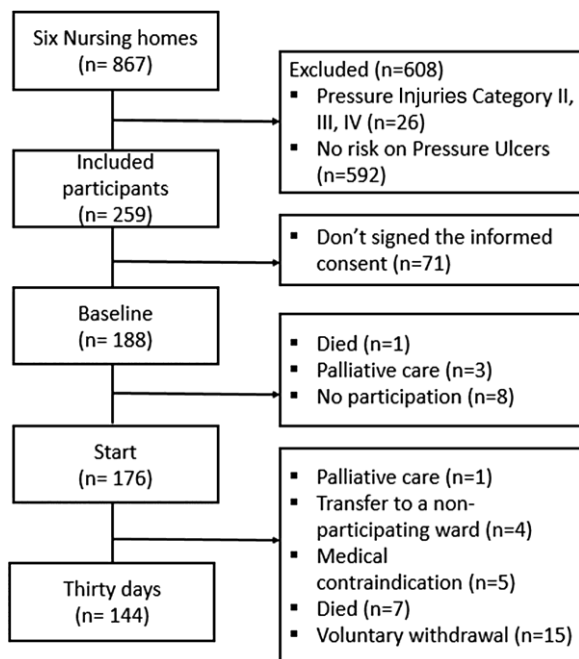 Six Nursing homes
(n= 867)
Excluded (n=608)
▪ Pressure Injuries Category II,
III, IV (n=26)
▪ No risk on Pressure Ulcers
(n=592)
Included
participants
(n= 259)
▪ Don't signed the informed
consent (n=71)
Baseline
(n= 188)
▪ Died (n=1)
▪ Palliative care (n=3)
▪ No participation (n=8)
Start
(n= 176)
▪ Palliative care (n=1)
▪ Transfer to a non-
participating ward (n=4)
▪ Medical
contraindication (n=5)
▪ Died (n=7)
▪ Voluntary withdrawal (n=15)
Thirty days
(n= 144)